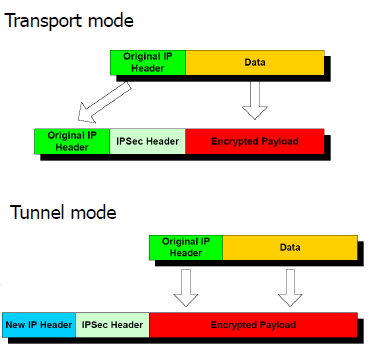 Transport mode
Original IP
Header
Data
Original IP
Header
IPSec Header
Encrypted Payload
Tunnel mode
Original IP
Header
Data
New IP Header
IPSec Header
Encrypted Payload